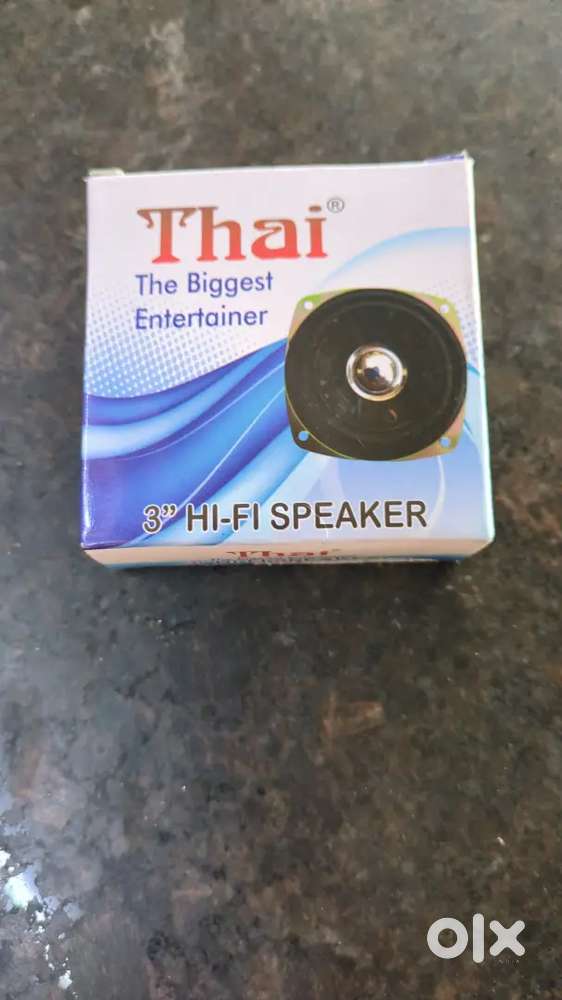 Thai®
The Biggest
Entertainer
3” HI-FI SPEAKER
Thai®
olx